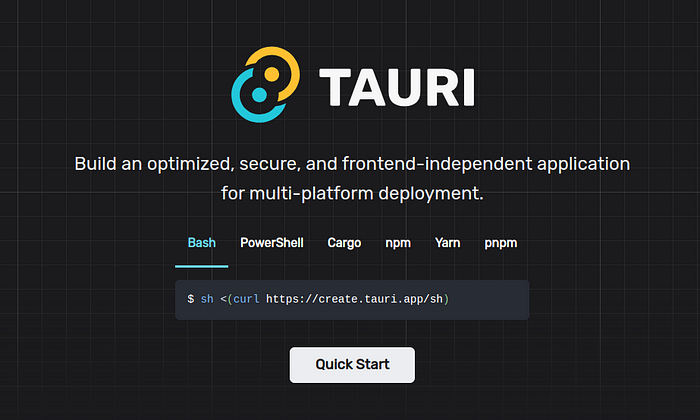 TAURI
Build an optimized, secure, and frontend-independent application
for multi-platform deployment.
Bash PowerShell Cargo npm Yarn pnpm
$ sh <(curl https://create.tauri.app/sh)
Quick Start